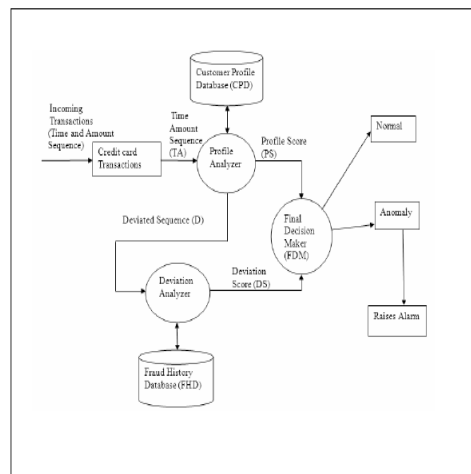 Customer Profile
Database (CPD)
Incoming
Transactions
(Time and Amount
Sequence)
Credit card
Transactions
Time
Amount
Sequence
(TA)
Profile
Analyzer
Profile Score
(PS)
Normal
Deviated Sequence (D)
Final
Decision
Maker
(FDM)
Anomaly
Deviation
Analyzer
Deviation
Score (DS)
Raises Alarm
Fraud History
Database (FHD)